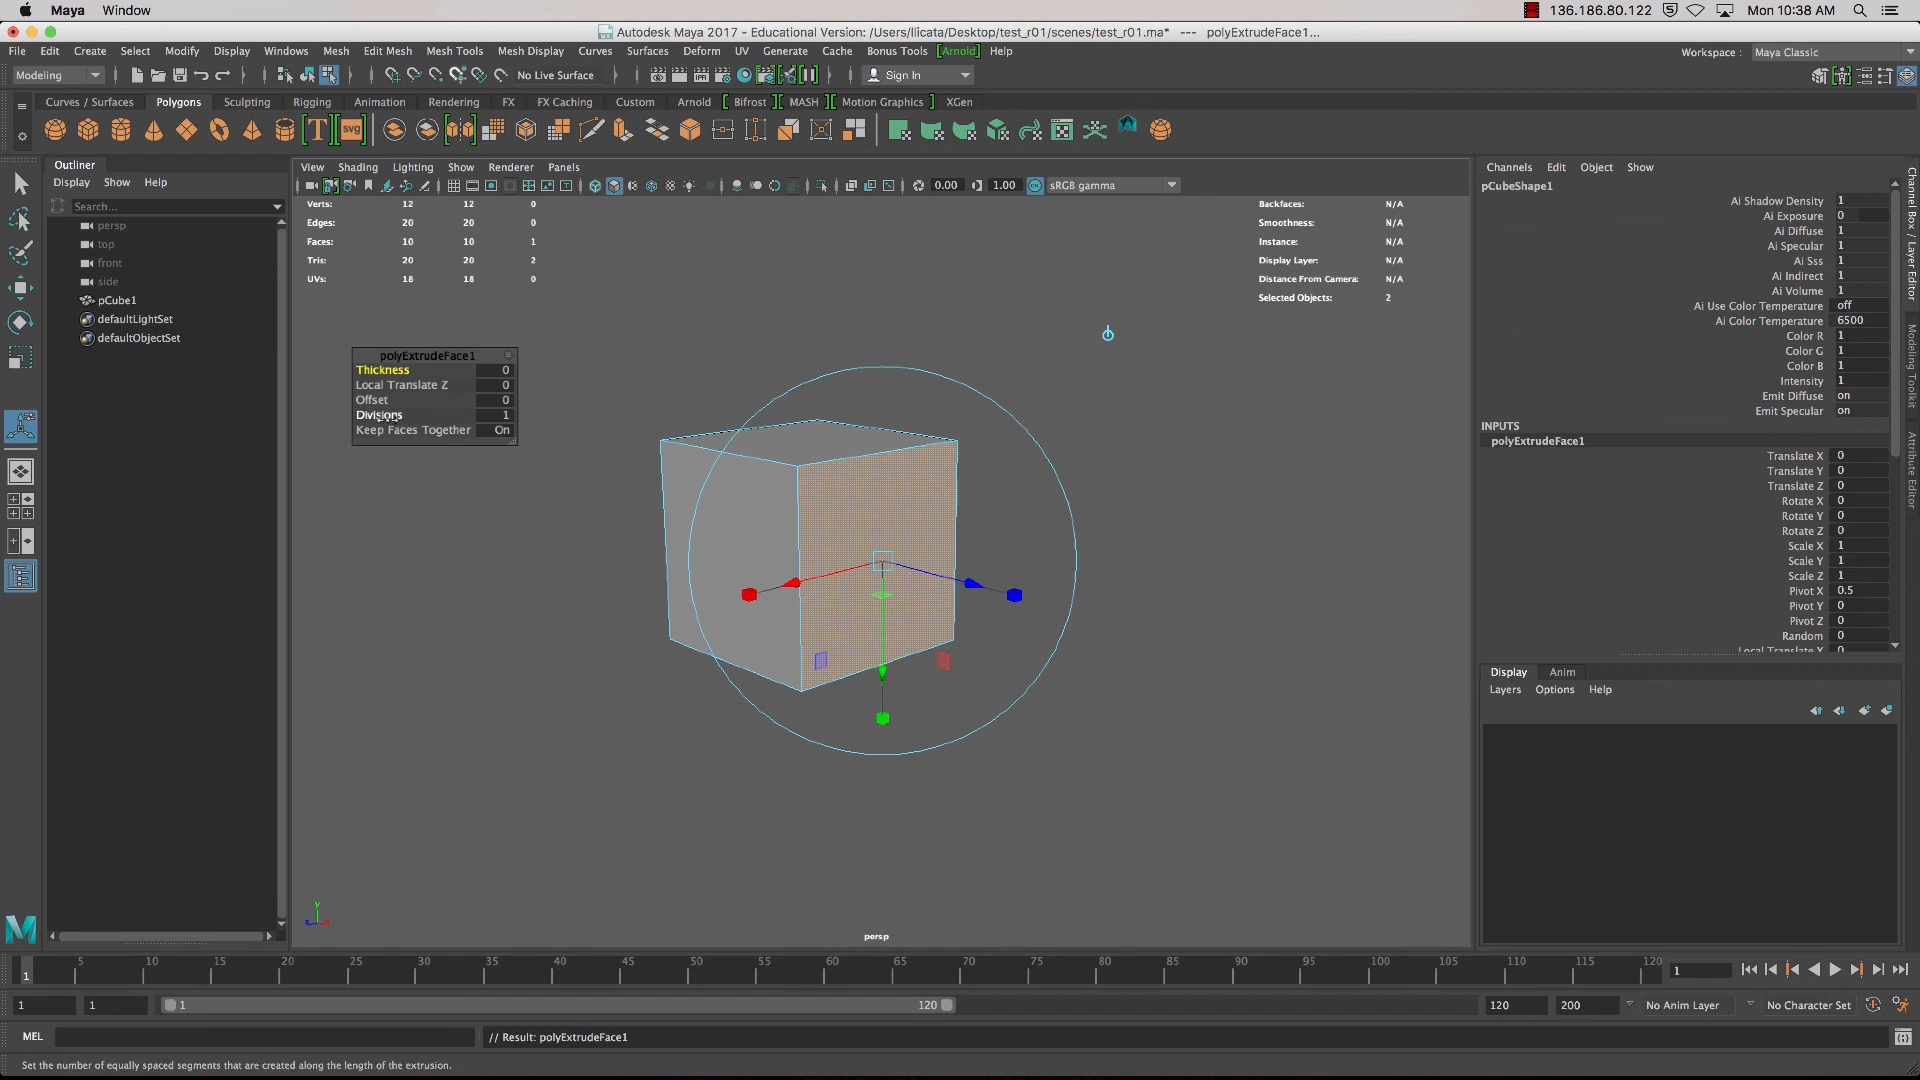 Maya Window 136.186.80.122 Mon 10:38 AM
Autodesk Maya 2017 - Educational Version: /Users/llicata/Desktop/test_r01/scenes/test_r01.ma* --- polyExtrudeFace1...
File Edit Create Select Modify Display Windows Mesh Edit Mesh Mesh Tools Mesh Display Curves Surfaces Deform UV Generate Cache Bonus Tools [Arnold] Help Workspace : Maya Classic
Modeling No Live Surface Sign In
Curves / Surfaces Polygons Sculpting Rigging Animation Rendering FX FX Caching Custom Arnold Bifrost MASH Motion Graphics XGen
T svg
Outliner
Display Show Help
Search...
persp
top
front
side
pCube1
defaultLightSet
defaultObjectSet
View Shading Lighting Show Renderer Panels
0.00 1.00 sRGB gamma
Verts: 12 12 0
Edges: 20 20 0
Faces: 10 10 1
Tris: 20 20 2
UVs: 18 18 0
Backfaces: N/A
Smoothness: N/A
Instance: N/A
Display Layer: N/A
Distance From Camera: N/A
Selected Objects: 2
polyExtrudeFace1
Thickness 0
Local Translate Z 0
Offset 0
Divisions 1
Keep Faces Together On
y
z x
persp
Channels Edit Object Show
pCubeShape1
Ai Shadow Density 1
Ai Exposure 0
Ai Diffuse 1
Ai Specular 1
Ai Sss 1
Ai Indirect 1
Ai Volume 1
Ai Use Color Temperature off
Ai Color Temperature 6500
Color R 1
Color G 1
Color B 1
Intensity 1
Emit Diffuse on
Emit Specular on
INPUTS
polyExtrudeFace1
Translate X 0
Translate Y 0
Translate Z 0
Rotate X 0
Rotate Y 0
Rotate Z 0
Scale X 1
Scale Y 1
Scale Z 1
Pivot X 0.5
Pivot Y 0
Pivot Z 0
Random 0
Local Translate X 0
Display Anim
Layers Options Help
Channel Box / Layer Editor
Modeling Toolkit
Attribute Editor
5 10 15 20 25 30 35 40 45 50 55 60 65 70 75 80 85 90 95 100 105 110 115 120
1 1
1 1 1 120 120 200 No Anim Layer No Character Set
MEL // Result: polyExtrudeFace1
Set the number of equally spaced segments that are created along the length of the extrusion.